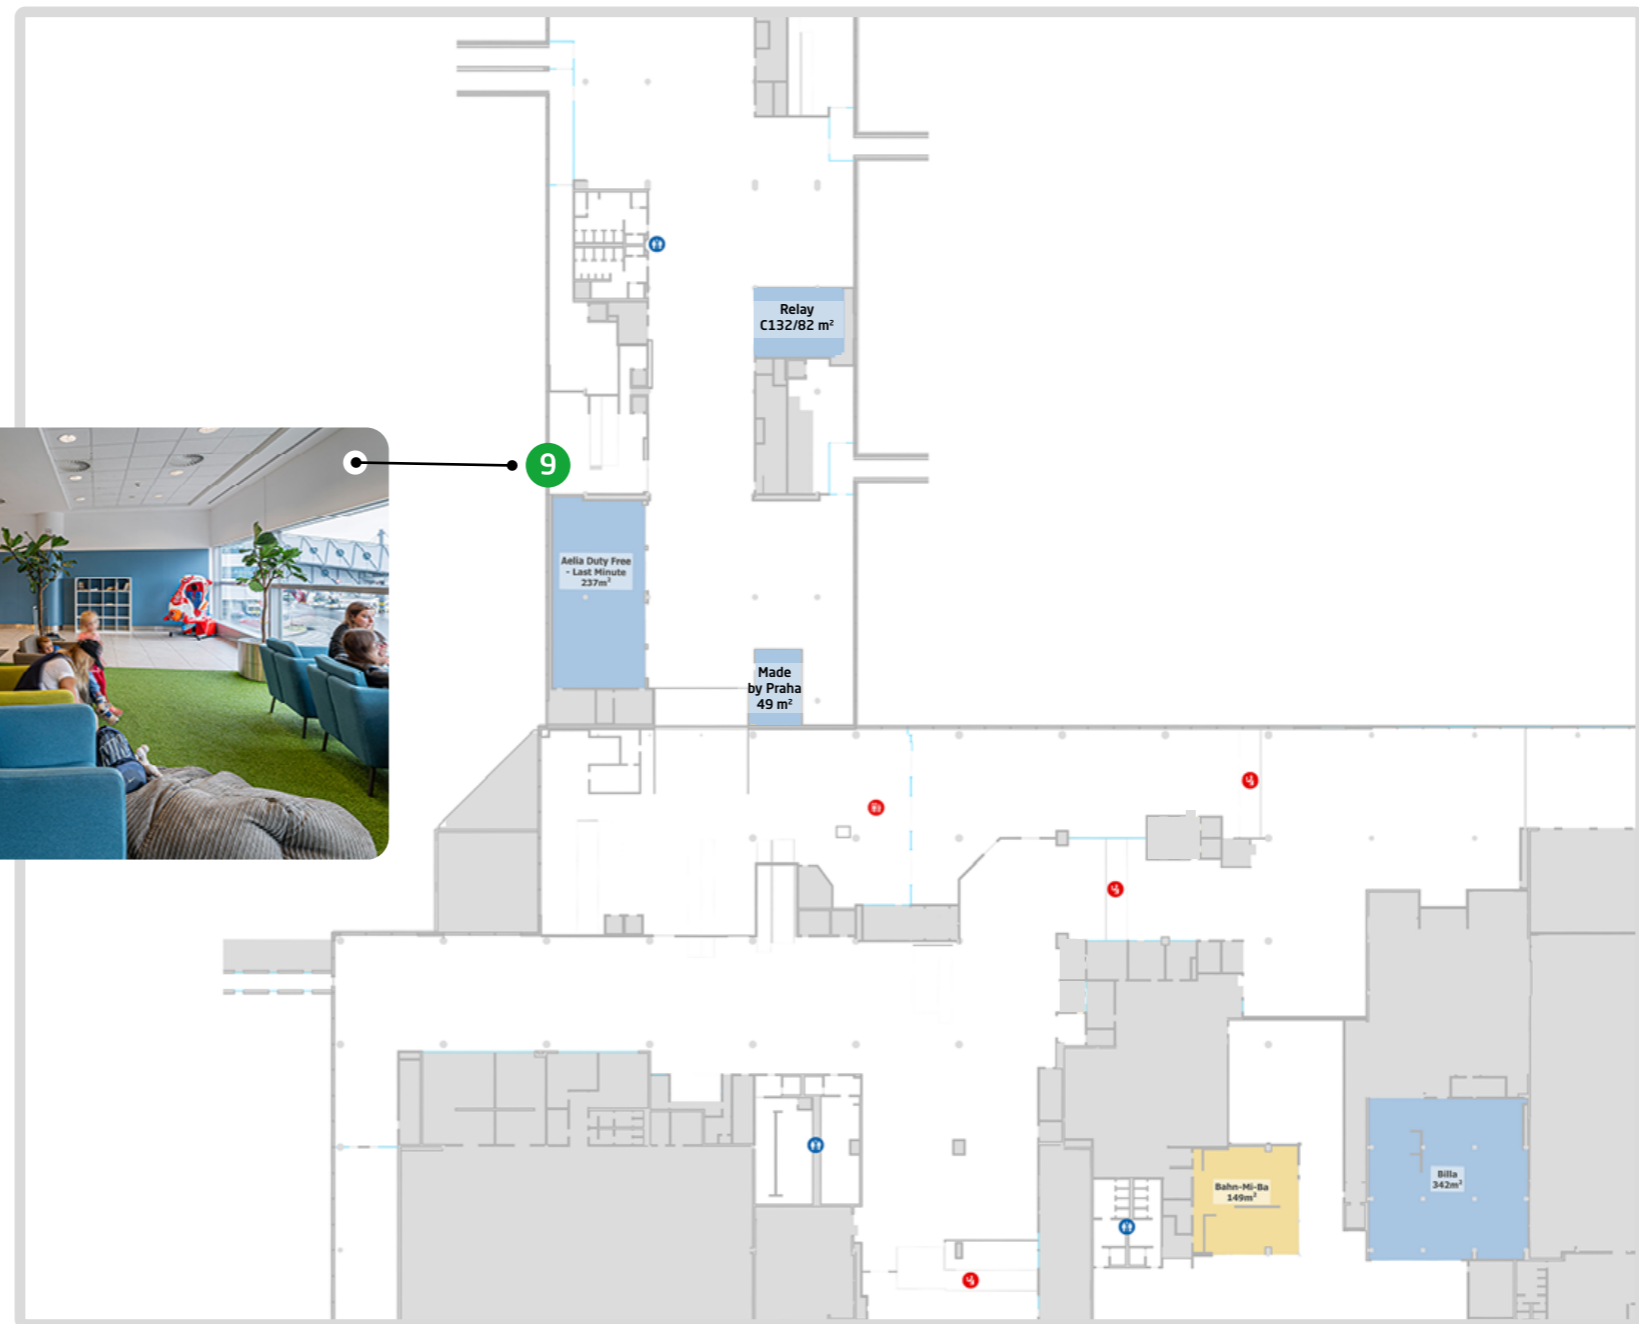 Relay
C132/82 m²
9
Aelia Duty Free
- Last Minute
237m²
Made
by Praha
49 m²
Bahn-Mi-Ba
149m²
Billa
342m²